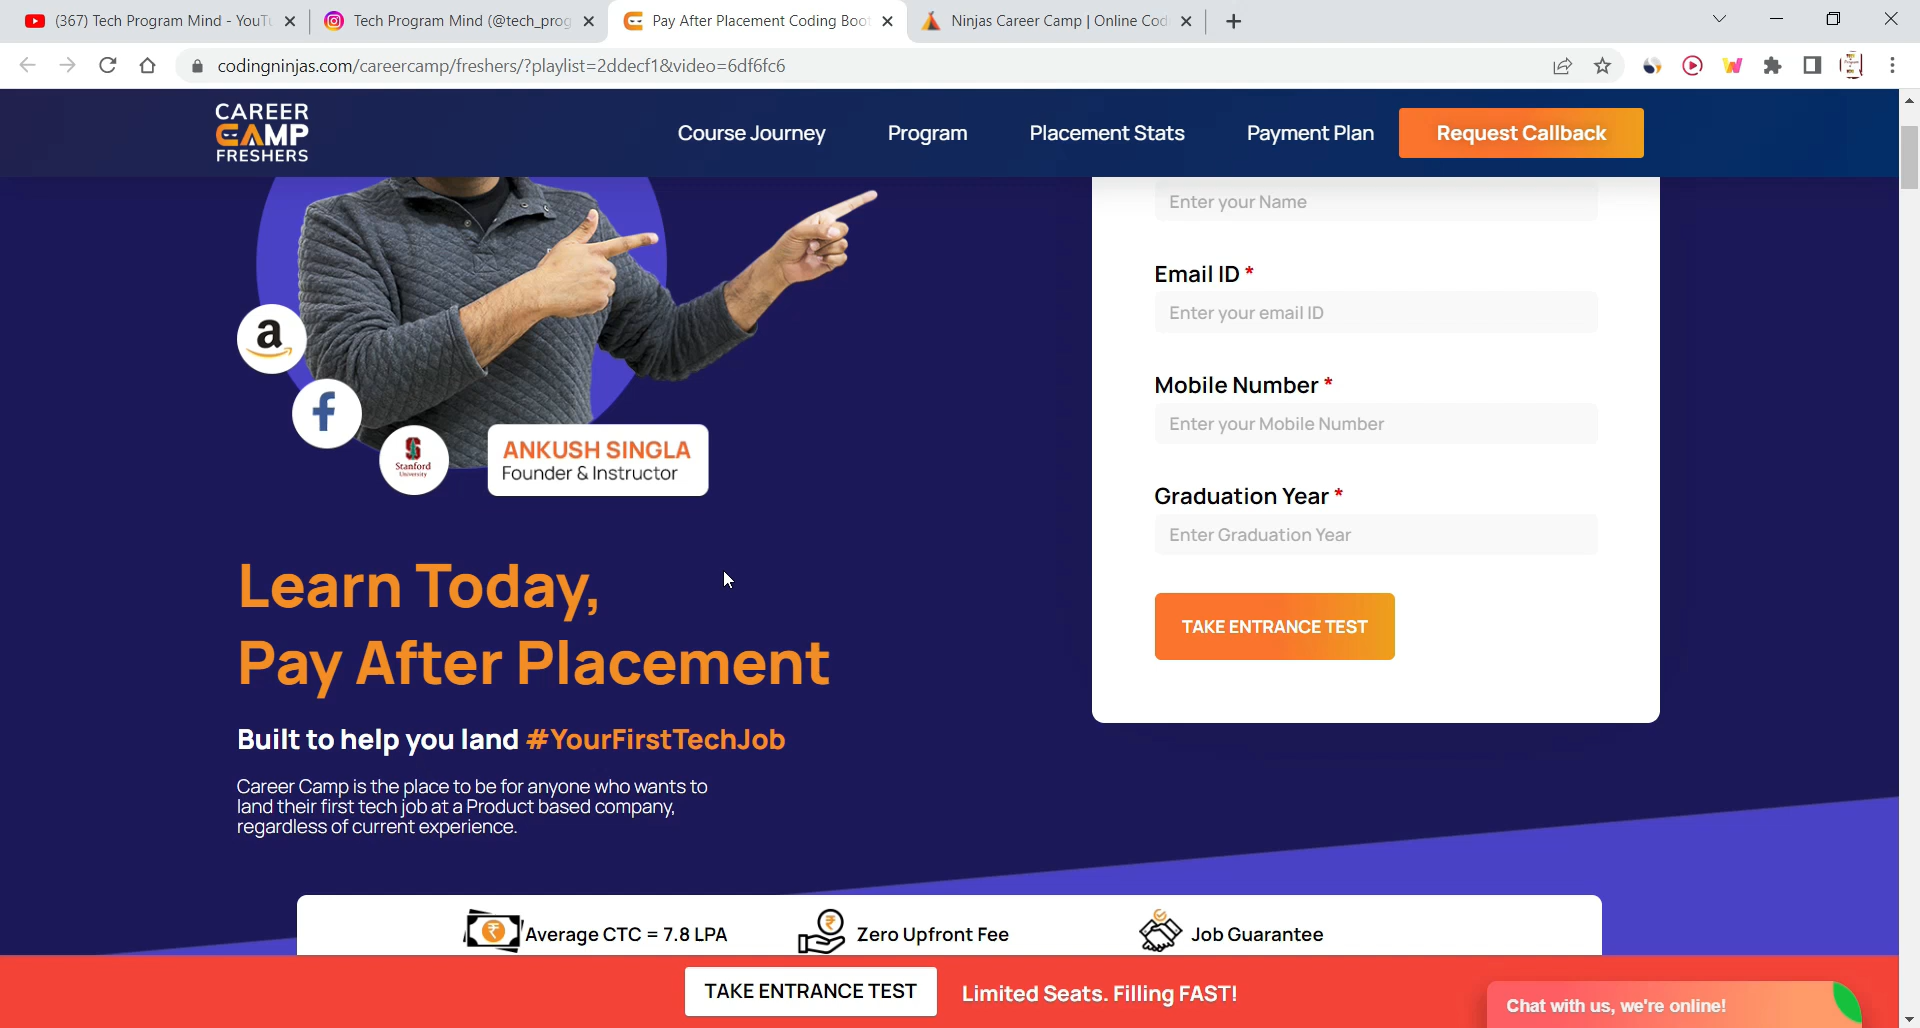 (367) Tech Program Mind - YouT
Tech Program Mind (@tech_prog
Pay After Placement Coding Boot
Ninjas Career Camp | Online Cod
codingninjas.com/careercamp/freshers/?playlist=2ddecf1&video=6df6fc6
CAREER
CAMP
FRESHERS
Course Journey
Program
Placement Stats
Payment Plan
Request Callback
Enter your Name
Email ID *
Enter your email ID
Mobile Number *
Enter your Mobile Number
Graduation Year *
Enter Graduation Year
TAKE ENTRANCE TEST
a
f
S
Stanford
University
ANKUSH SINGLA
Founder & Instructor
Learn Today,
Pay After Placement
Built to help you land #YourFirstTechJob
Career Camp is the place to be for anyone who wants to
land their first tech job at a Product based company,
regardless of current experience.
Average CTC = 7.8 LPA
Zero Upfront Fee
Job Guarantee
TAKE ENTRANCE TEST
Limited Seats. Filling FAST!
Chat with us, we're online!